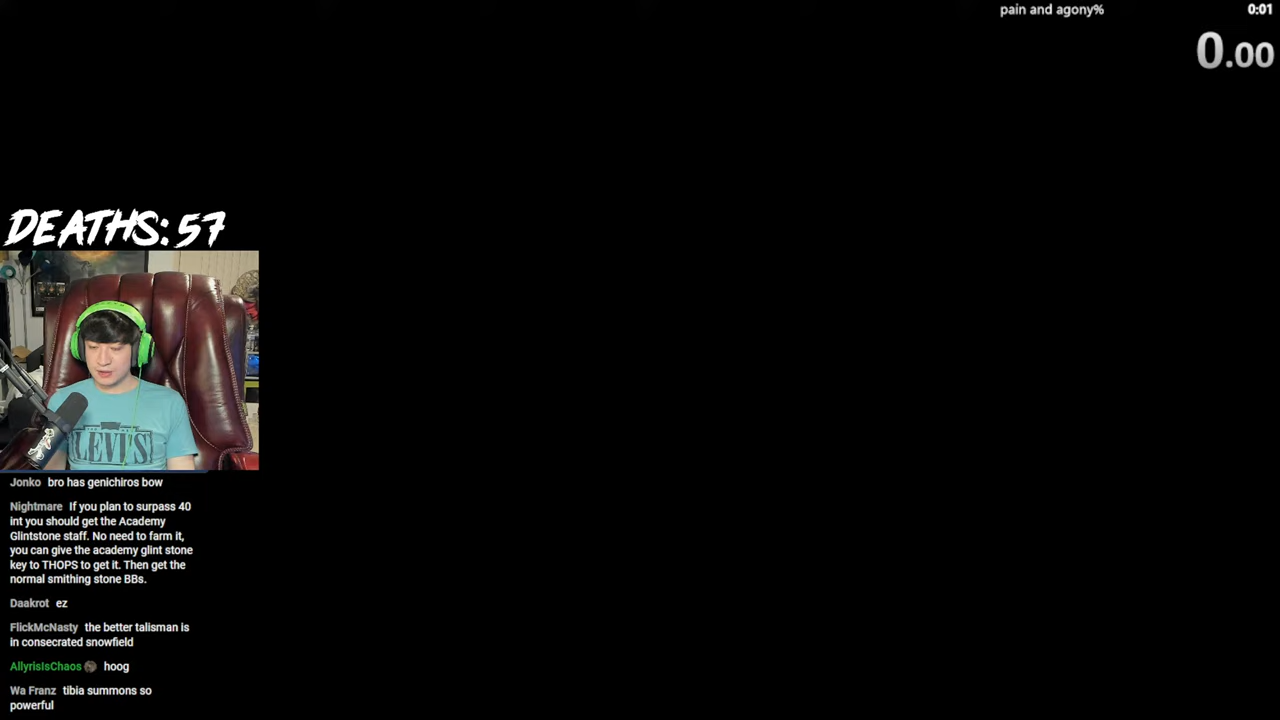 pain and agony%
0:01
0.00
DEATHS: 57
LEVI'S
Jonko bro has genichiros bow
Nightmare If you plan to surpass 40
int you should get the Academy
Glintstone staff. No need to farm it,
you can give the academy glint stone
key to THOPS to get it. Then get the
normal smithing stone BBs.
Daakrot ez
FlickMcNasty the better talisman is
in consecrated snowfield
AllyrisIsChaos hoog
Wa Franz tibia summons so
powerful